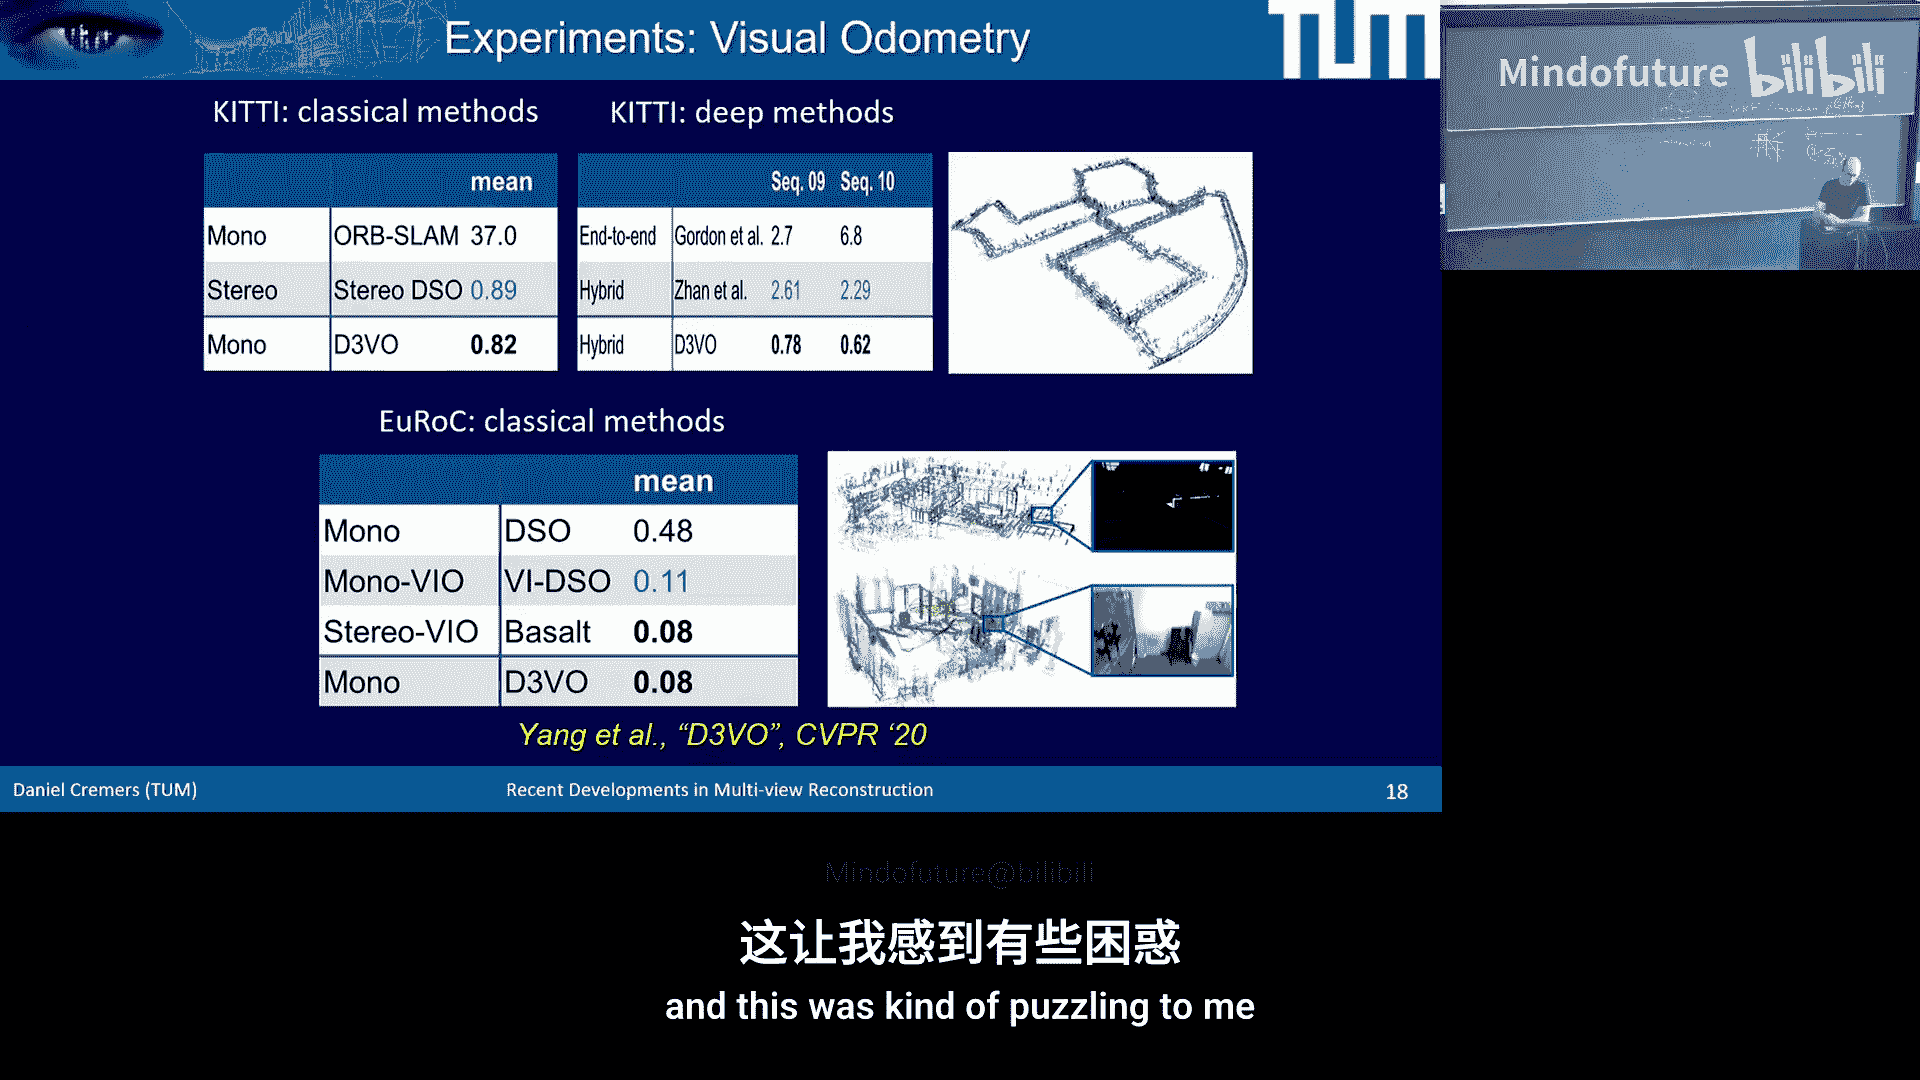 Experiments: Visual Odometry
TUM
Mindofuture bilibili
KITTI: classical methods
KITTI: deep methods
mean
Mono ORB-SLAM 37.0
Stereo Stereo DSO 0.89
Mono D3VO 0.82
Seq. 09 Seq. 10
End-to-end Gordon et al. 2.7 6.8
Hybrid Zhan et al. 2.61 2.29
Hybrid D3VO 0.78 0.62
EuRoC: classical methods
mean
Mono DSO 0.48
Mono-VIO VI-DSO 0.11
Stereo-VIO Basalt 0.08
Mono D3VO 0.08
Yang et al., “D3VO”, CVPR ‘20
Daniel Cremers (TUM) Recent Developments in Multi-view Reconstruction 18
Mindofuture@bilibili
这让我感到有些困惑
and this was kind of puzzling to me